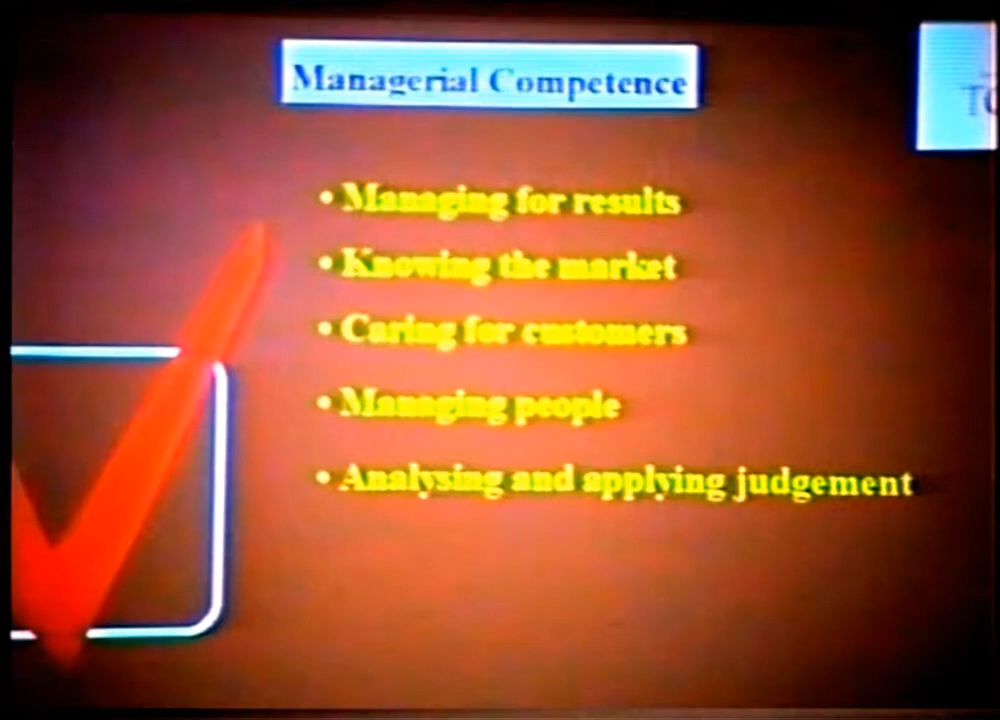 Managerial Competence
• Managing for results
• Knowing the market
• Caring for customers
• Managing people
• Analysing and applying judgement